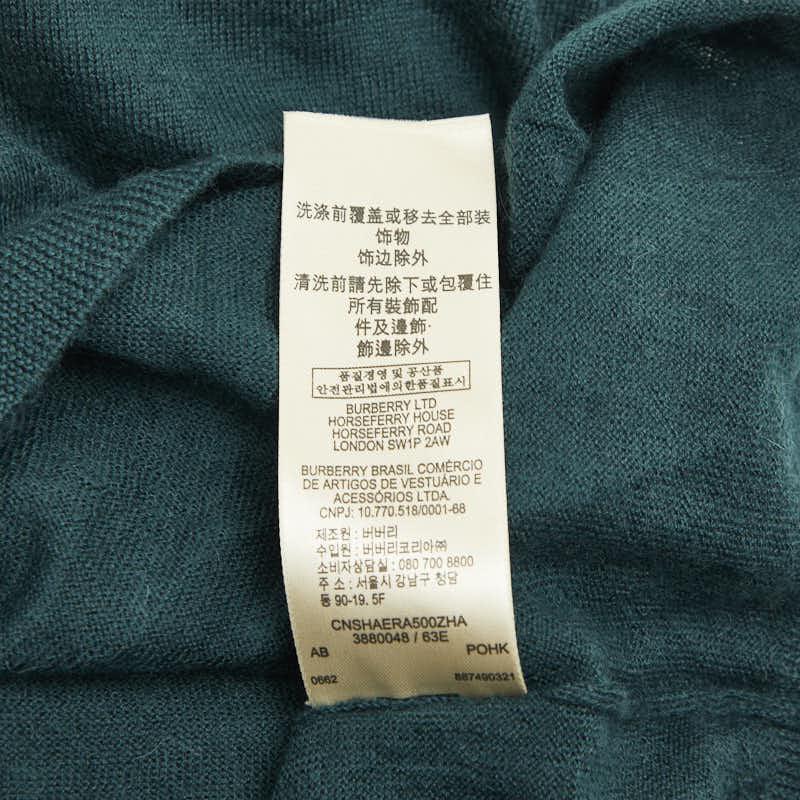 洗涤前覆盖或移去全部装
饰物
饰边除外
清洗前請先除下或包覆住
所有裝飾配
件及邊飾·
飾邊除外
품질경영 및 공산품
안전관리법에의한품질표시
BURBERRY LTD
HORSEFERRY HOUSE
HORSEFERRY ROAD
LONDON SW1P 2AW
BURBERRY BRASIL COMÉRCIO
DE ARTIGOS DE VESTUÁRIO E
ACESSÓRIOS LTDA.
CNPJ: 10.770.518/0001-68
제조원 : 버버리
수입원 : 버버리코리아㈜
소비자상담실 : 080 700 8800
주 소 : 서울시 강남구 청담
동 90-19. 5F
CNSHAERA500ZHA
3880048 / 63E
AB POHK
0662 887490321